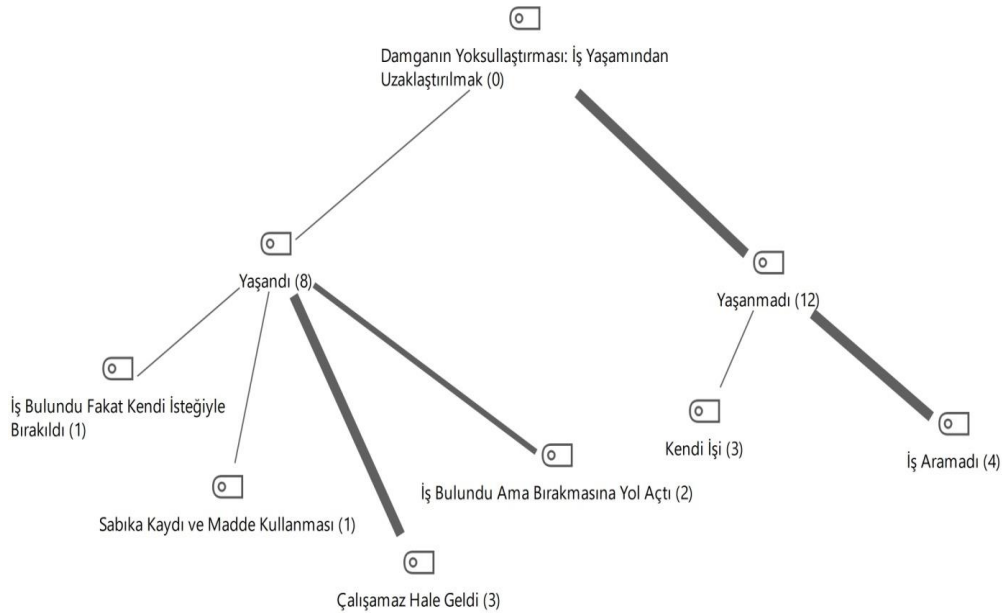 Damganın Yoksullaştırması: İş Yaşamından
Uzaklaştırılmak (0)
Yaşandı (8)
Yaşanmadı (12)
İş Bulundu Fakat Kendi İsteğiyle
Bırakıldı (1)
Kendi İşi (3)
İş Aramadı (4)
Sabıka Kaydı ve Madde Kullanması (1)
İş Bulundu Ama Bırakmasına Yol Açtı (2)
Çalışamaz Hale Geldi (3)